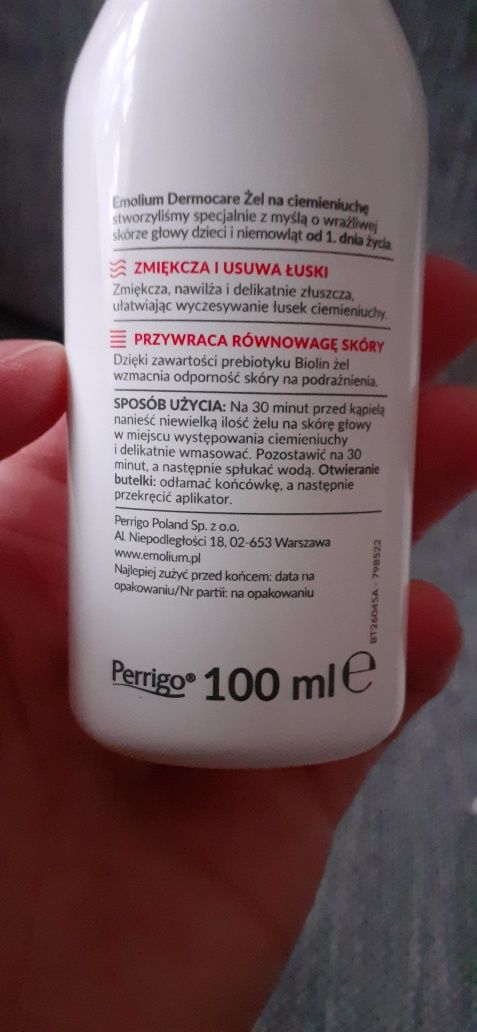 Emolium Dermocare Żel na ciemieniuchę
stworzyliśmy specjalnie z myślą o wrażliwej
skórze głowy dzieci i niemowląt od 1. dnia życia.
ZMIĘKCZA I USUWA ŁUSKI
Zmiękcza, nawilża i delikatnie złuszcza,
ułatwiając wyczesywanie łusek ciemieniuchy.
PRZYWRACA RÓWNOWAGĘ SKÓRY
Dzięki zawartości prebiotyku Biolin żel
wzmacnia odporność skóry na podrażnienia.
SPOSÓB UŻYCIA: Na 30 minut przed kąpielą
nanieść niewielką ilość żelu na skórę głowy
w miejscu występowania ciemieniuchy
i delikatnie wmasować. Pozostawić na 30
minut, a następnie spłukać wodą. Otwieranie
butelki: odłamać końcówkę, a następnie
przekręcić aplikator.
Perrigo Poland Sp. z o.o.
Al. Niepodległości 18, 02-653 Warszawa
www.emolium.pl
Najlepiej zużyć przed końcem: data na
opakowaniu/Nr partii: na opakowaniu
BT26045A - 798522
Perrigo® 100 ml e